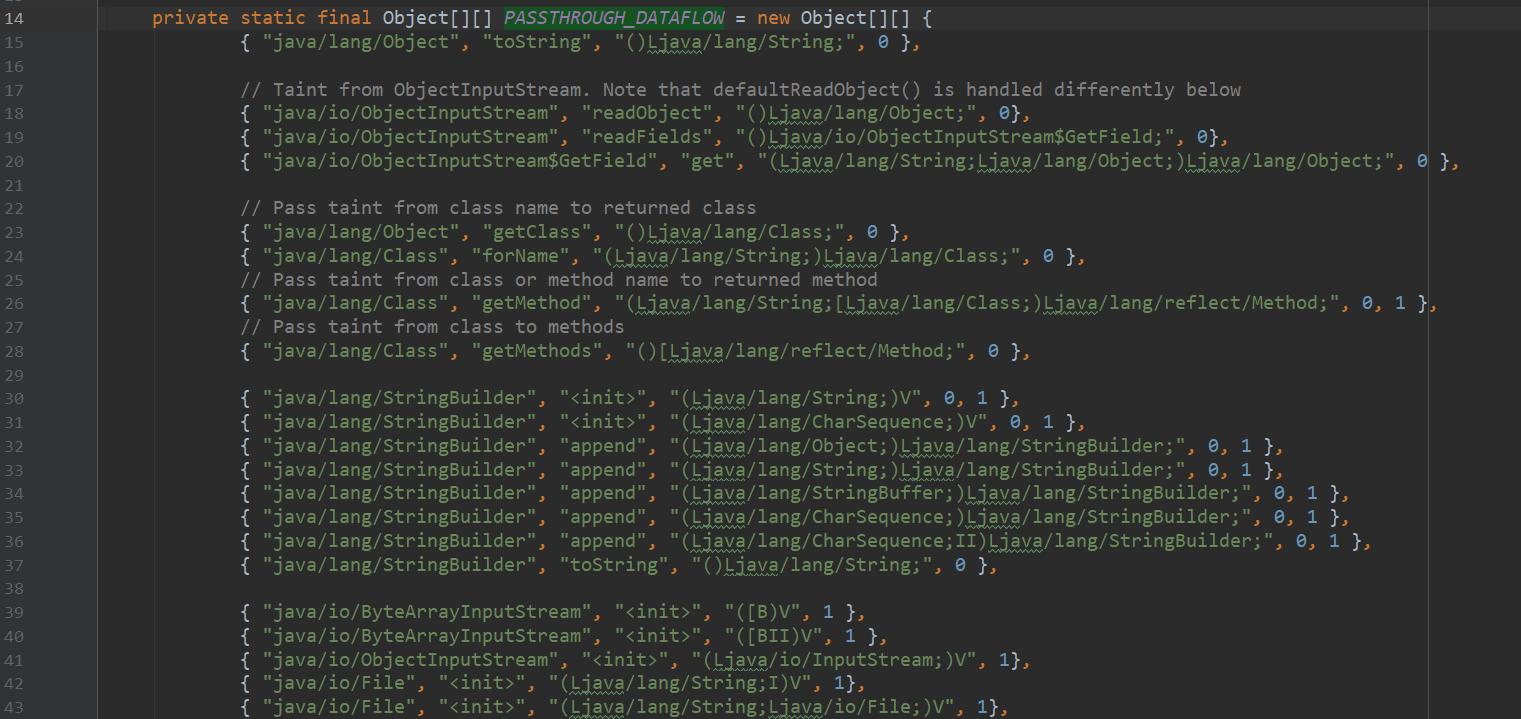 14 private static final Object[][] PASSTHROUGH_DATAFLOW = new Object[][] {
15 { "java/lang/Object", "toString", "()Ljava/lang/String;", 0 },
16
17 // Taint from ObjectInputStream. Note that defaultReadObject() is handled differently below
18 { "java/io/ObjectInputStream", "readObject", "()Ljava/lang/Object;", 0},
19 { "java/io/ObjectInputStream", "readFields", "()Ljava/io/ObjectInputStream$GetField;", 0},
20 { "java/io/ObjectInputStream$GetField", "get", "(Ljava/lang/String;Ljava/lang/Object;)Ljava/lang/Object;", 0 },
21
22 // Pass taint from class name to returned class
23 { "java/lang/Object", "getClass", "()Ljava/lang/Class;", 0 },
24 { "java/lang/Class", "forName", "(Ljava/lang/String;)Ljava/lang/Class;", 0 },
25 // Pass taint from class or method name to returned method
26 { "java/lang/Class", "getMethod", "(Ljava/lang/String;[Ljava/lang/Class;)Ljava/lang/reflect/Method;", 0, 1 },
27 // Pass taint from class to methods
28 { "java/lang/Class", "getMethods", "()[Ljava/lang/reflect/Method;", 0 },
29
30 { "java/lang/StringBuilder", "<init>", "(Ljava/lang/String;)V", 0, 1 },
31 { "java/lang/StringBuilder", "<init>", "(Ljava/lang/CharSequence;)V", 0, 1 },
32 { "java/lang/StringBuilder", "append", "(Ljava/lang/Object;)Ljava/lang/StringBuilder;", 0, 1 },
33 { "java/lang/StringBuilder", "append", "(Ljava/lang/String;)Ljava/lang/StringBuilder;", 0, 1 },
34 { "java/lang/StringBuilder", "append", "(Ljava/lang/StringBuffer;)Ljava/lang/StringBuilder;", 0, 1 },
35 { "java/lang/StringBuilder", "append", "(Ljava/lang/CharSequence;)Ljava/lang/StringBuilder;", 0, 1 },
36 { "java/lang/StringBuilder", "append", "(Ljava/lang/CharSequence;II)Ljava/lang/StringBuilder;", 0, 1 },
37 { "java/lang/StringBuilder", "toString", "()Ljava/lang/String;", 0 },
38
39 { "java/io/ByteArrayInputStream", "<init>", "([B)V", 1 },
40 { "java/io/ByteArrayInputStream", "<init>", "([BII)V", 1 },
41 { "java/io/ObjectInputStream", "<init>", "(Ljava/io/InputStream;)V", 1},
42 { "java/io/File", "<init>", "(Ljava/lang/String;I)V", 1},
43 { "java/io/File", "<init>", "(Ljava/lang/String;Ljava/io/File;)V", 1},